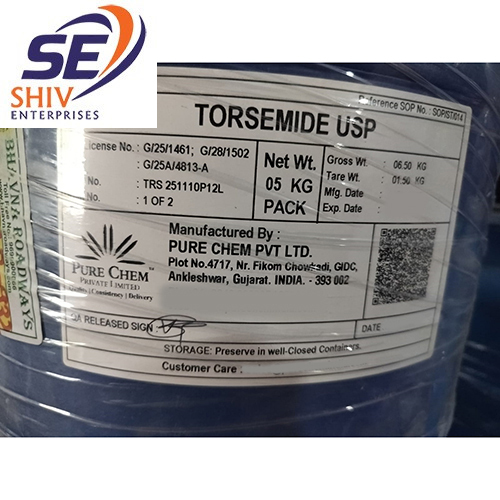 SE
SHIV
ENTERPRISES
Reference SOP No. : SOP/ST/014
TORSEMIDE USP
License No. : G/25/1461; G/28/1502
G/25A/4813-A
No. : TRS 251110P12L
: 1 OF 2
Net Wt.
05 KG
PACK
Gross Wt. : 06.50 KG
Tare Wt. : 01.50 KG
Mfg. Date :
Exp. Date :
Manufactured By :
PURE CHEM PVT LTD.
Plot No.4717, Nr. Fikom Chowkadi, GIDC,
Ankleshwar, Gujarat. INDIA. - 393 002
PURE CHEM
PRIVATE LIMITED
Quality | Consistency | Delivery
QA RELEASED SIGN
DATE
STORAGE: Preserve in well-Closed Containers.
Customer Care :
VNR ROADWAYS